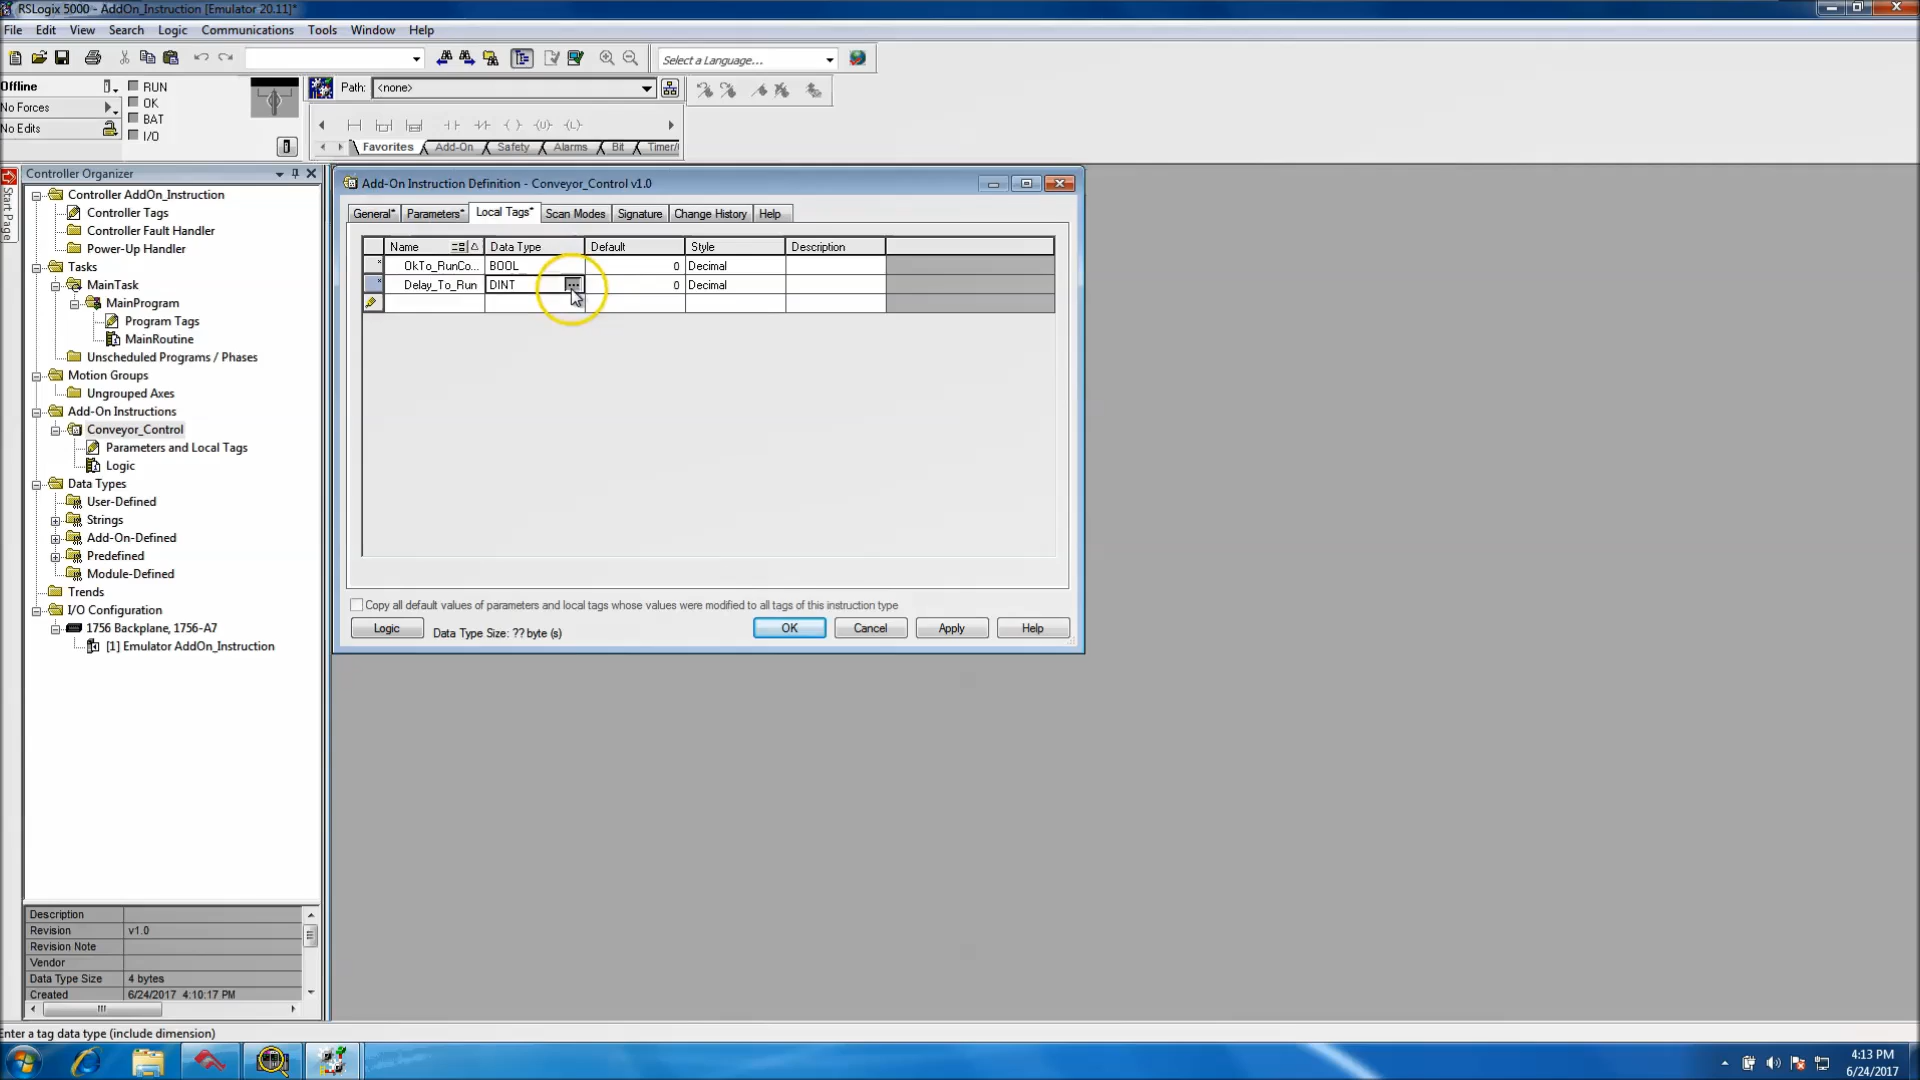 RSLogix 5000 - AddOn_Instruction [Emulator 20.11]*
File Edit View Search Logic Communications Tools Window Help
Select a Language...
Offline RUN
No Forces OK
No Edits BAT
I/O
Path: <none>
Favorites Add-On Safety Alarms Bit Timer/
Start Page
Controller Organizer
Controller AddOn_Instruction
Controller Tags
Controller Fault Handler
Power-Up Handler
Tasks
MainTask
MainProgram
Program Tags
MainRoutine
Unscheduled Programs / Phases
Motion Groups
Ungrouped Axes
Add-On Instructions
Conveyor_Control
Parameters and Local Tags
Logic
Data Types
User-Defined
Strings
Add-On-Defined
Predefined
Module-Defined
Trends
I/O Configuration
1756 Backplane, 1756-A7
[1] Emulator AddOn_Instruction
Description
Revision v1.0
Revision Note
Vendor
Data Type Size 4 bytes
Created 6/24/2017 4:10:17 PM
Add-On Instruction Definition - Conveyor_Control v1.0
General* Parameters* Local Tags* Scan Modes Signature Change History Help
Name Data Type Default Style Description
OkTo_RunCo... BOOL 0 Decimal
Delay_To_Run DINT ... 0 Decimal
Copy all default values of parameters and local tags whose values were modified to all tags of this instruction type
Logic Data Type Size: ?? byte (s) OK Cancel Apply Help
Enter a tag data type (include dimension)
4:13 PM
6/24/2017